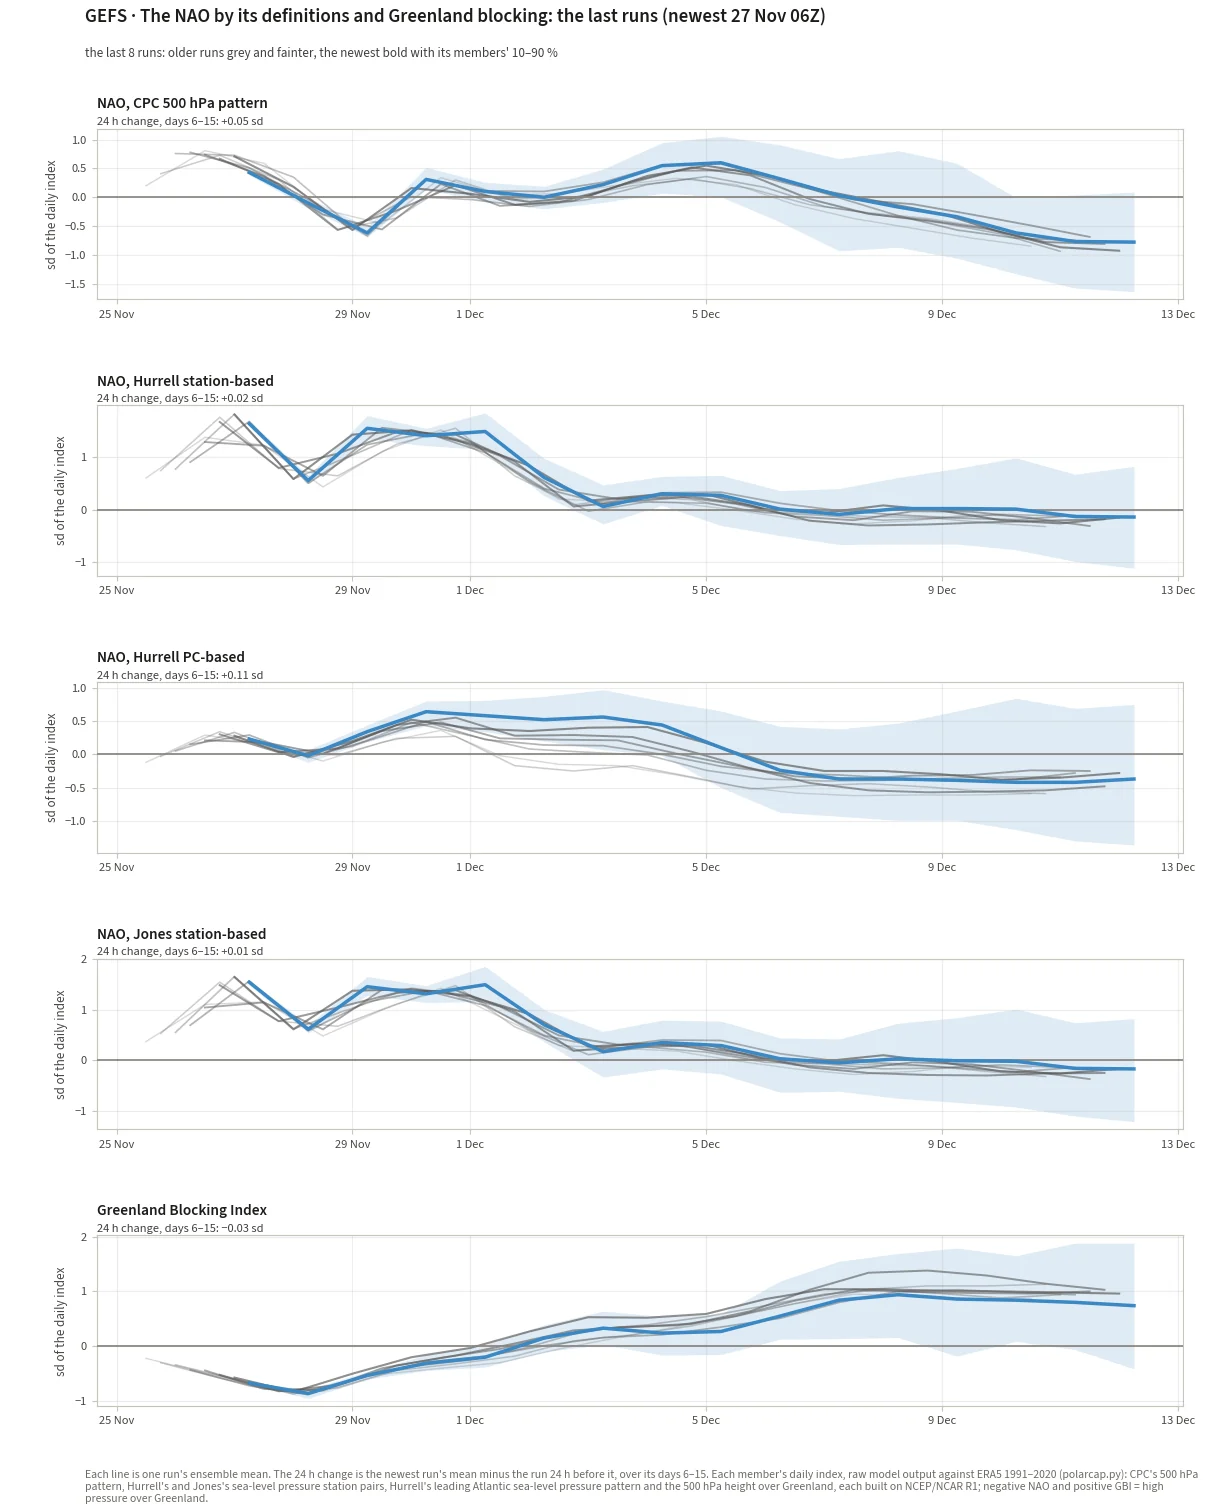 GEFS · The NAO by its definitions and Greenland blocking: the last runs (newest 27 Nov 06Z)
the last 8 runs: older runs grey and fainter, the newest bold with its members' 10–90 %
NAO, CPC 500 hPa pattern
24 h change, days 6–15: +0.05 sd
sd of the daily index
1.0
0.5
0.0
−0.5
−1.0
−1.5
25 Nov
29 Nov
1 Dec
5 Dec
9 Dec
13 Dec
NAO, Hurrell station-based
24 h change, days 6–15: +0.02 sd
sd of the daily index
1
0
−1
25 Nov
29 Nov
1 Dec
5 Dec
9 Dec
13 Dec
NAO, Hurrell PC-based
24 h change, days 6–15: +0.11 sd
sd of the daily index
1.0
0.5
0.0
−0.5
−1.0
25 Nov
29 Nov
1 Dec
5 Dec
9 Dec
13 Dec
NAO, Jones station-based
24 h change, days 6–15: +0.01 sd
sd of the daily index
2
1
0
−1
25 Nov
29 Nov
1 Dec
5 Dec
9 Dec
13 Dec
Greenland Blocking Index
24 h change, days 6–15: −0.03 sd
sd of the daily index
2
1
0
−1
25 Nov
29 Nov
1 Dec
5 Dec
9 Dec
13 Dec
Each line is one run's ensemble mean. The 24 h change is the newest run's mean minus the run 24 h before it, over its days 6–15. Each member's daily index, raw model output against ERA5 1991–2020 (polarcap.py): CPC's 500 hPa
pattern, Hurrell's and Jones's sea-level pressure station pairs, Hurrell's leading Atlantic sea-level pressure pattern and the 500 hPa height over Greenland, each built on NCEP/NCAR R1; negative NAO and positive GBI = high
pressure over Greenland.